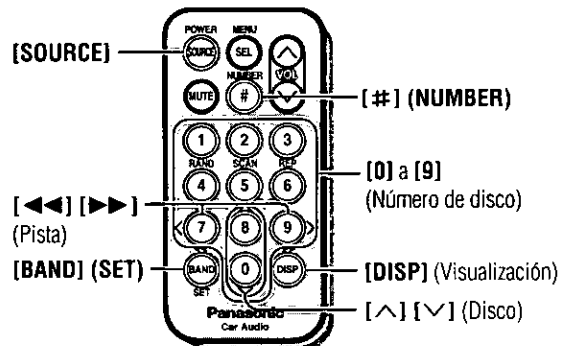 POWER MENU
[SOURCE]
SOURCE SEL
VOL
NUMBER
MUTE # [#] (NUMBER)
1 2 3
RAND SCAN REP
[0] a [9]
(Número de disco)
4 5 6
[◀◀] [▶▶]
(Pista)
< 7 8 9 >
[BAND] (SET)
BAND 0 DISP
SET
[DISP] (Visualización)
[∧] [∨] (Disco)
Panasonic
Car Audio